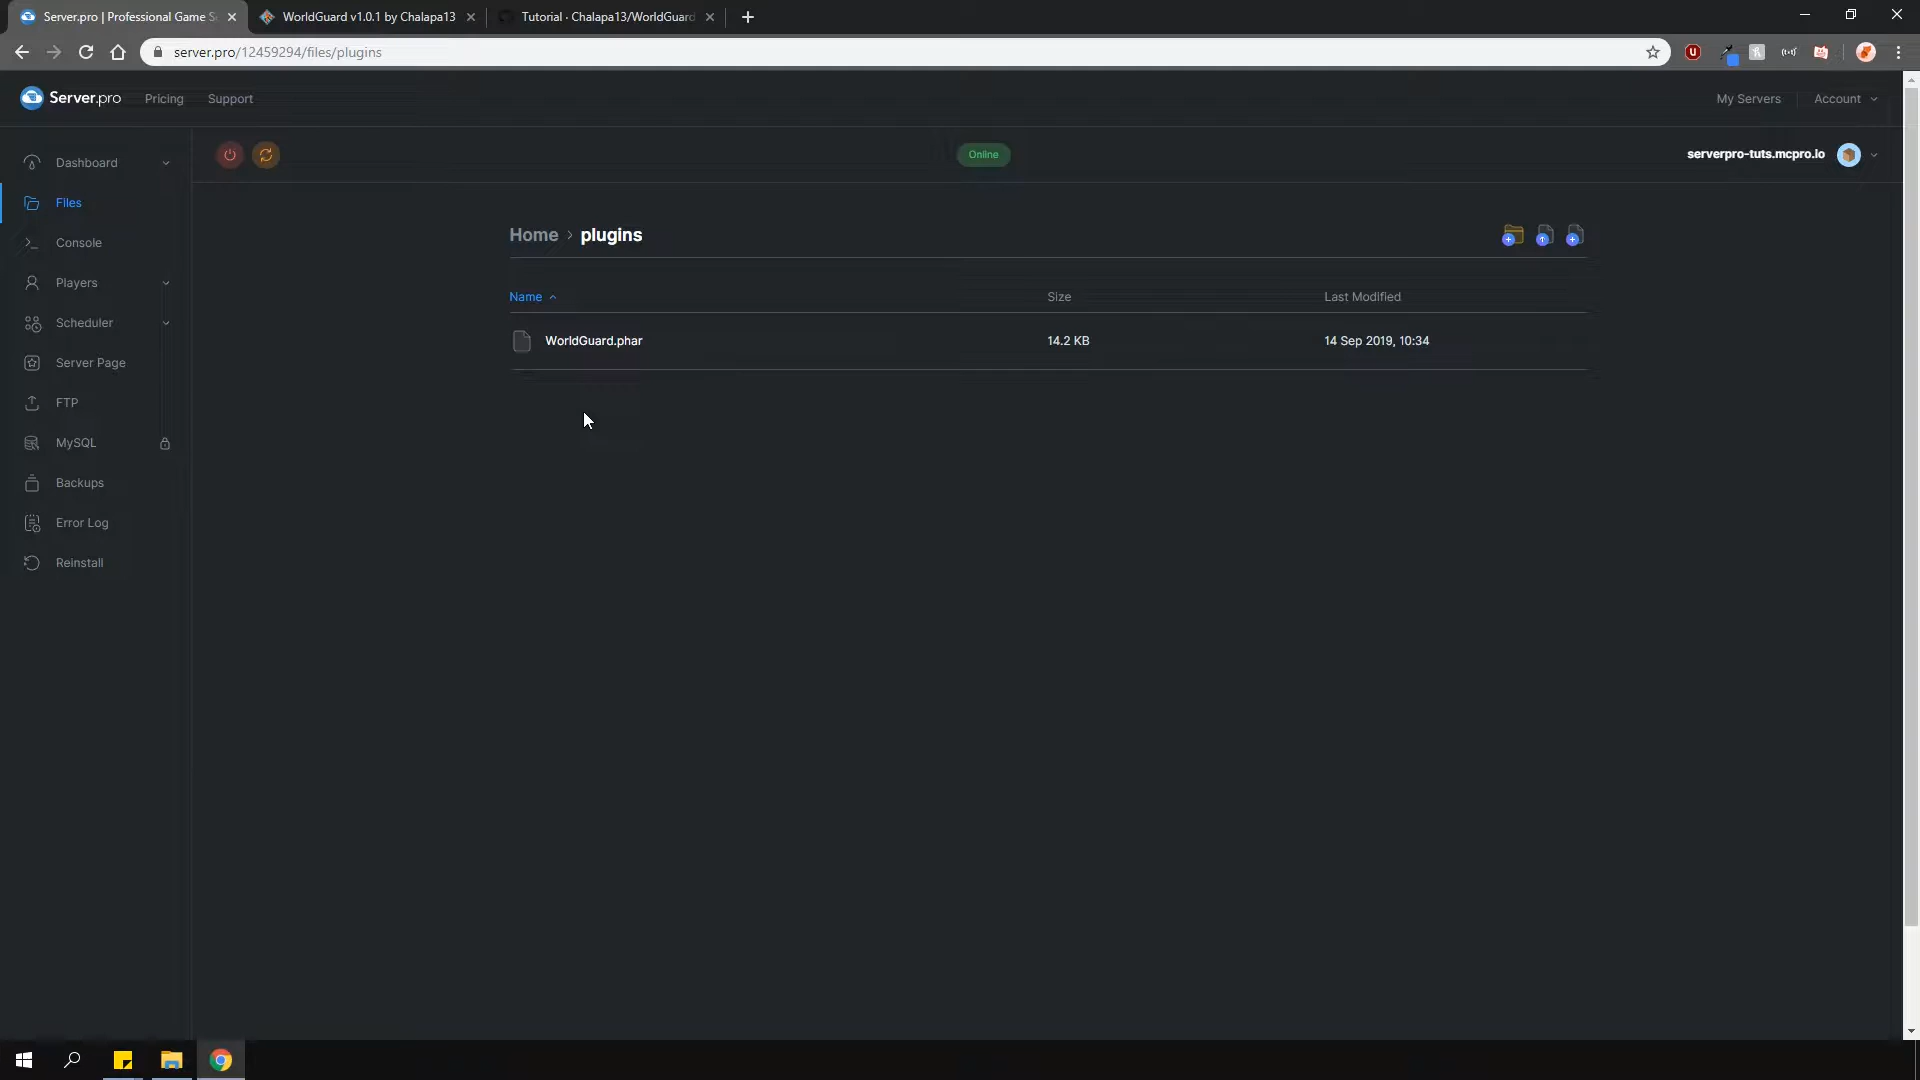 Server.pro | Professional Game S
WorldGuard v1.0.1 by Chalapa13
Tutorial · Chalapa13/WorldGuard
server.pro/12459294/files/plugins
Server.pro
Pricing
Support
My Servers
Account
Dashboard
Online
serverpro-tuts.mcpro.io
Files
Console
Players
Scheduler
Server Page
FTP
MySQL
Backups
Error Log
Reinstall
Home > plugins
Name
Size
Last Modified
WorldGuard.phar
14.2 KB
14 Sep 2019, 10:34